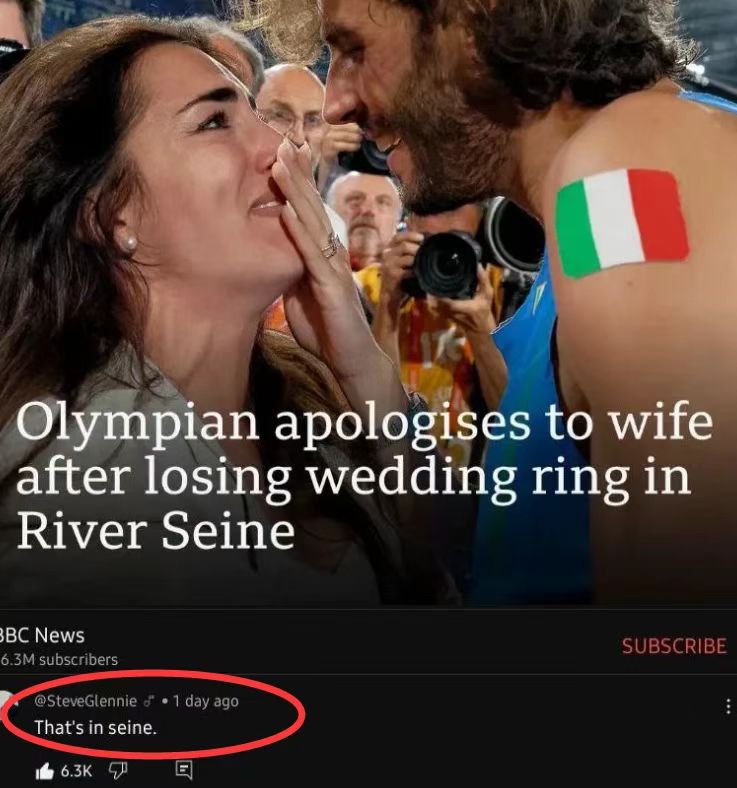 Olympian apologises to wife
after losing wedding ring in
River Seine
BBC News
6.3M subscribers
SUBSCRIBE
@SteveGlennie ♂ • 1 day ago
That's in seine.
6.3K